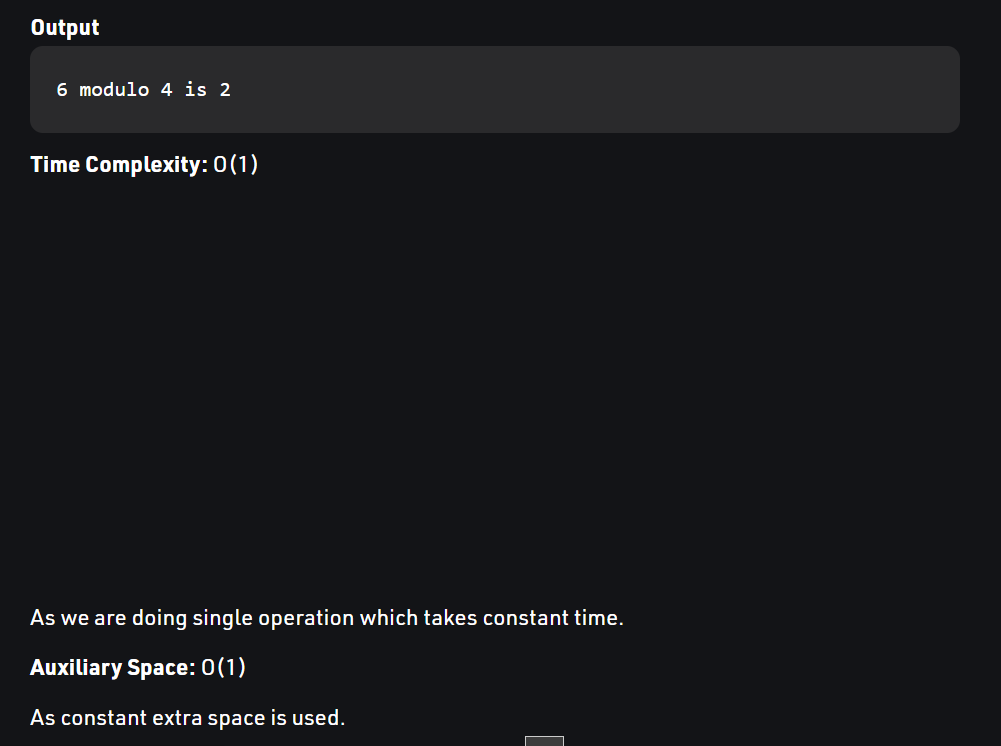 Output
6 modulo 4 is 2
Time Complexity: O(1)
As we are doing single operation which takes constant time.
Auxiliary Space: O(1)
As constant extra space is used.